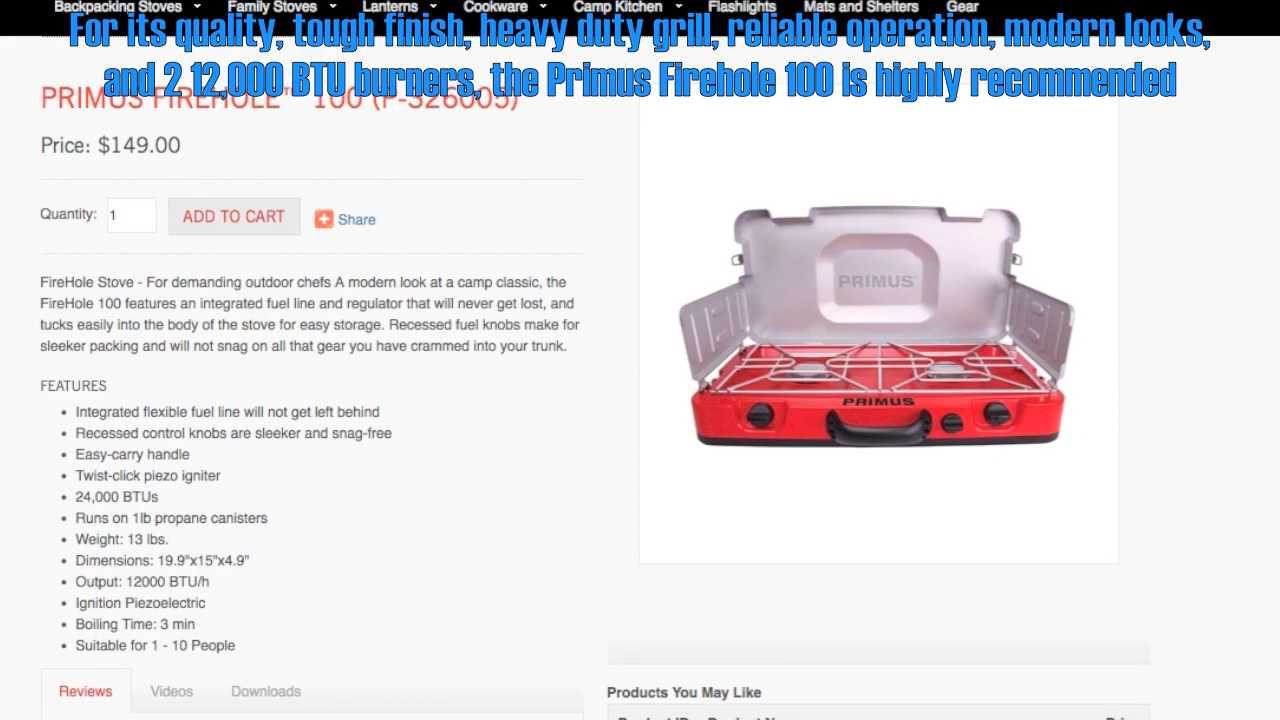 Backpacking Stoves Family Stoves Lanterns Cookware Camp Kitchen Flashlights Mats and Shelters Gear
For its quality, tough finish, heavy duty grill, reliable operation, modern looks,
and 2 12,000 BTU burners, the Primus Firehole 100 is highly recommended
PRIMUS FIREHOLE™ 100 (P-326005)
Price: $149.00
Quantity: 1 ADD TO CART Share
FireHole Stove - For demanding outdoor chefs A modern look at a camp classic, the
FireHole 100 features an integrated fuel line and regulator that will never get lost, and
tucks easily into the body of the stove for easy storage. Recessed fuel knobs make for
sleeker packing and will not snag on all that gear you have crammed into your trunk.
FEATURES
• Integrated flexible fuel line will not get left behind
• Recessed control knobs are sleeker and snag-free
• Easy-carry handle
• Twist-click piezo igniter
• 24,000 BTUs
• Runs on 1lb propane canisters
• Weight: 13 lbs.
• Dimensions: 19.9"x15"x4.9"
• Output: 12000 BTU/h
• Ignition Piezoelectric
• Boiling Time: 3 min
• Suitable for 1 - 10 People
Reviews Videos Downloads
PRIMUS
PRIMUS
Products You May Like